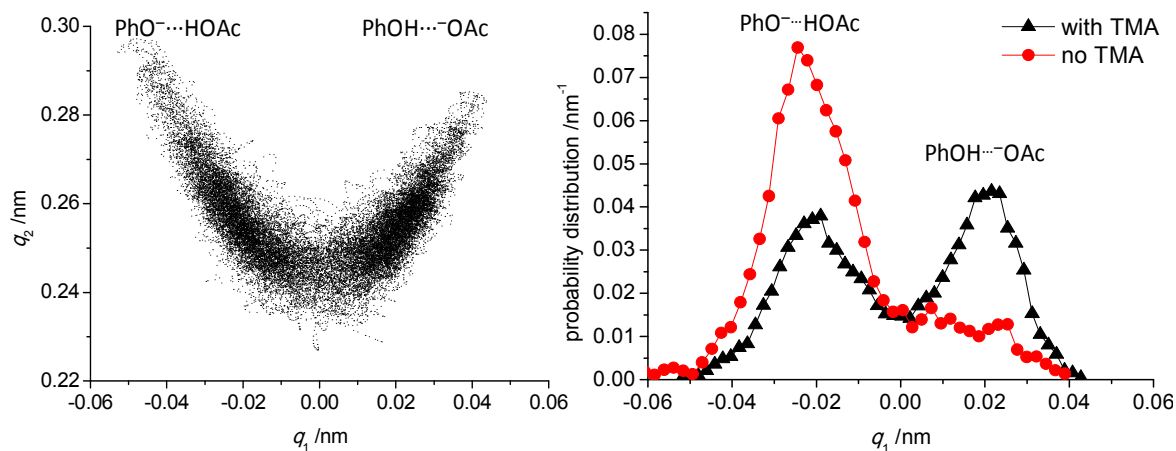 PhO⁻···HOAc
PhOH···⁻OAc
0.30
0.28
0.26
0.24
0.22
q₂ /nm
-0.06
-0.04
-0.02
0.00
0.02
0.04
0.06
q₁ /nm
PhO⁻···HOAc
with TMA
no TMA
PhOH···⁻OAc
0.08
0.07
0.06
0.05
0.04
0.03
0.02
0.01
0.00
probability distribution /nm⁻¹
-0.06
-0.04
-0.02
0.00
0.02
0.04
0.06
q₁ /nm